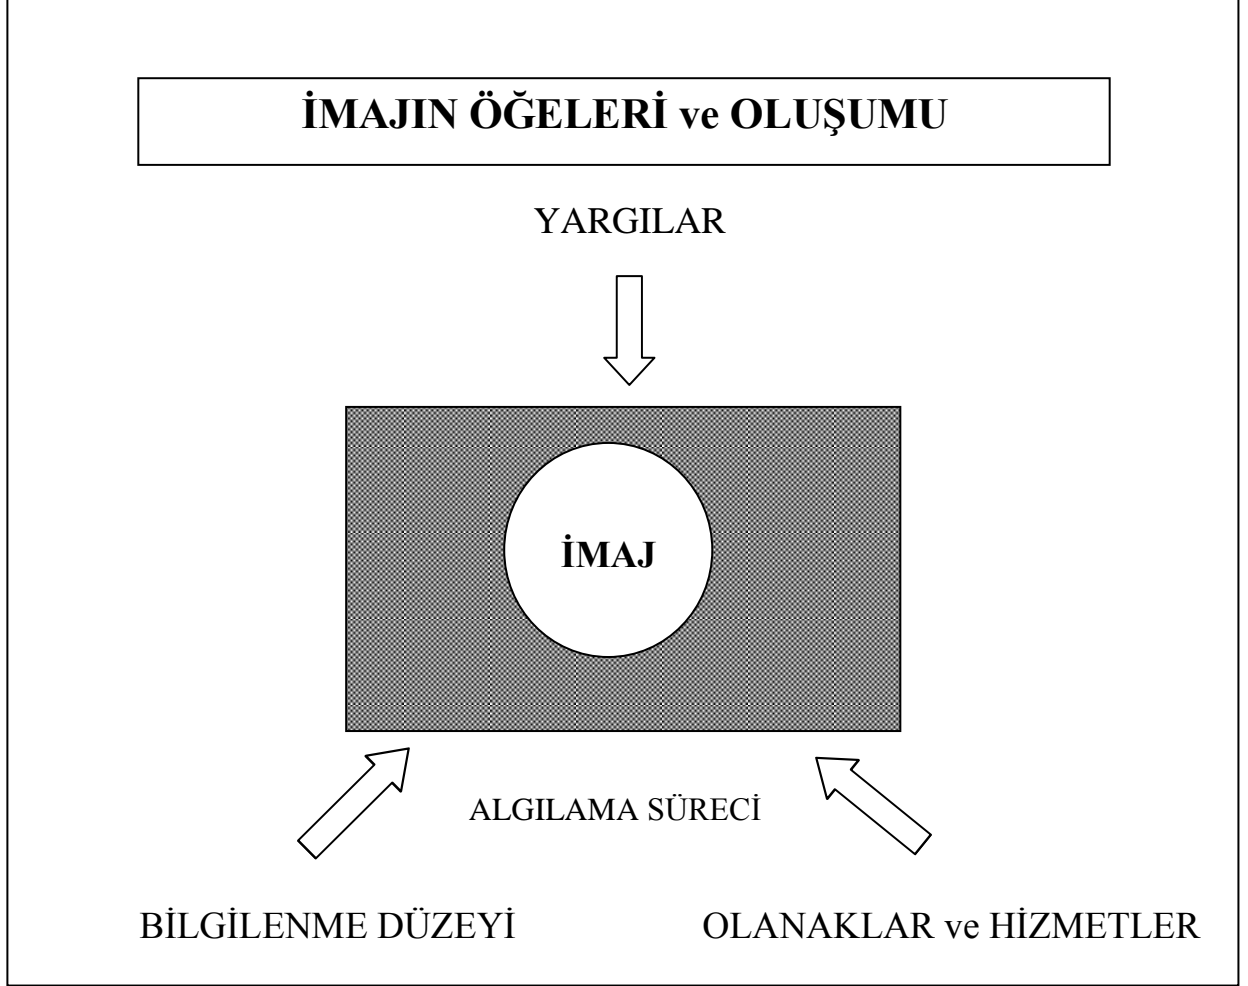 İMAJIN ÖĞELERİ ve OLUŞUMU
YARGILAR
İMAJ
ALGILAMA SÜRECİ
BİLGİLENME DÜZEYİ
OLANAKLAR ve HİZMETLER